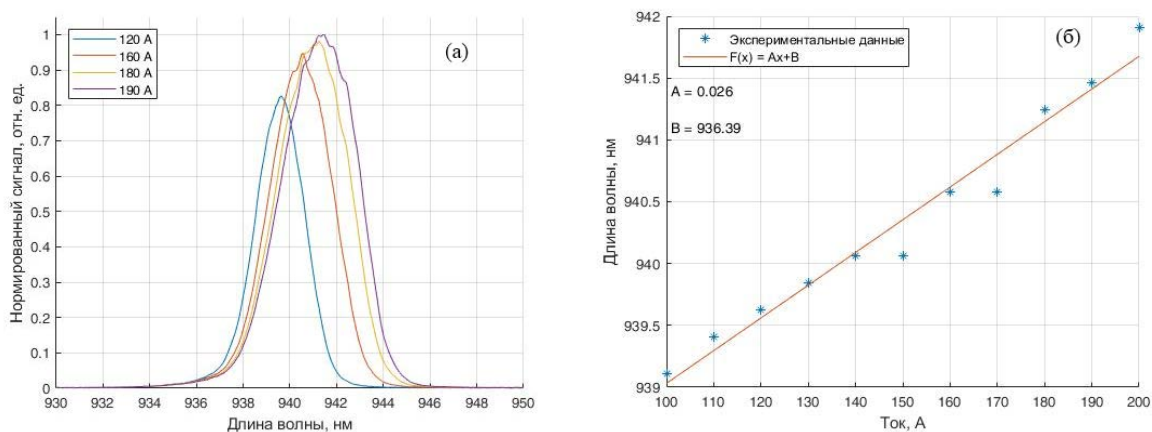 (а)
120 А
160 А
180 А
190 А
Нормированный сигнал, отн. ед.
1
0.9
0.8
0.7
0.6
0.5
0.4
0.3
0.2
0.1
0
930 932 934 936 938 940 942 944 946 948 950
Длина волны, нм
(б)
Экспериментальные данные
F(x) = Ax+B
A = 0.026
B = 936.39
Длина волны, нм
942
941.5
941
940.5
940
939.5
939
100 110 120 130 140 150 160 170 180 190 200
Ток, А